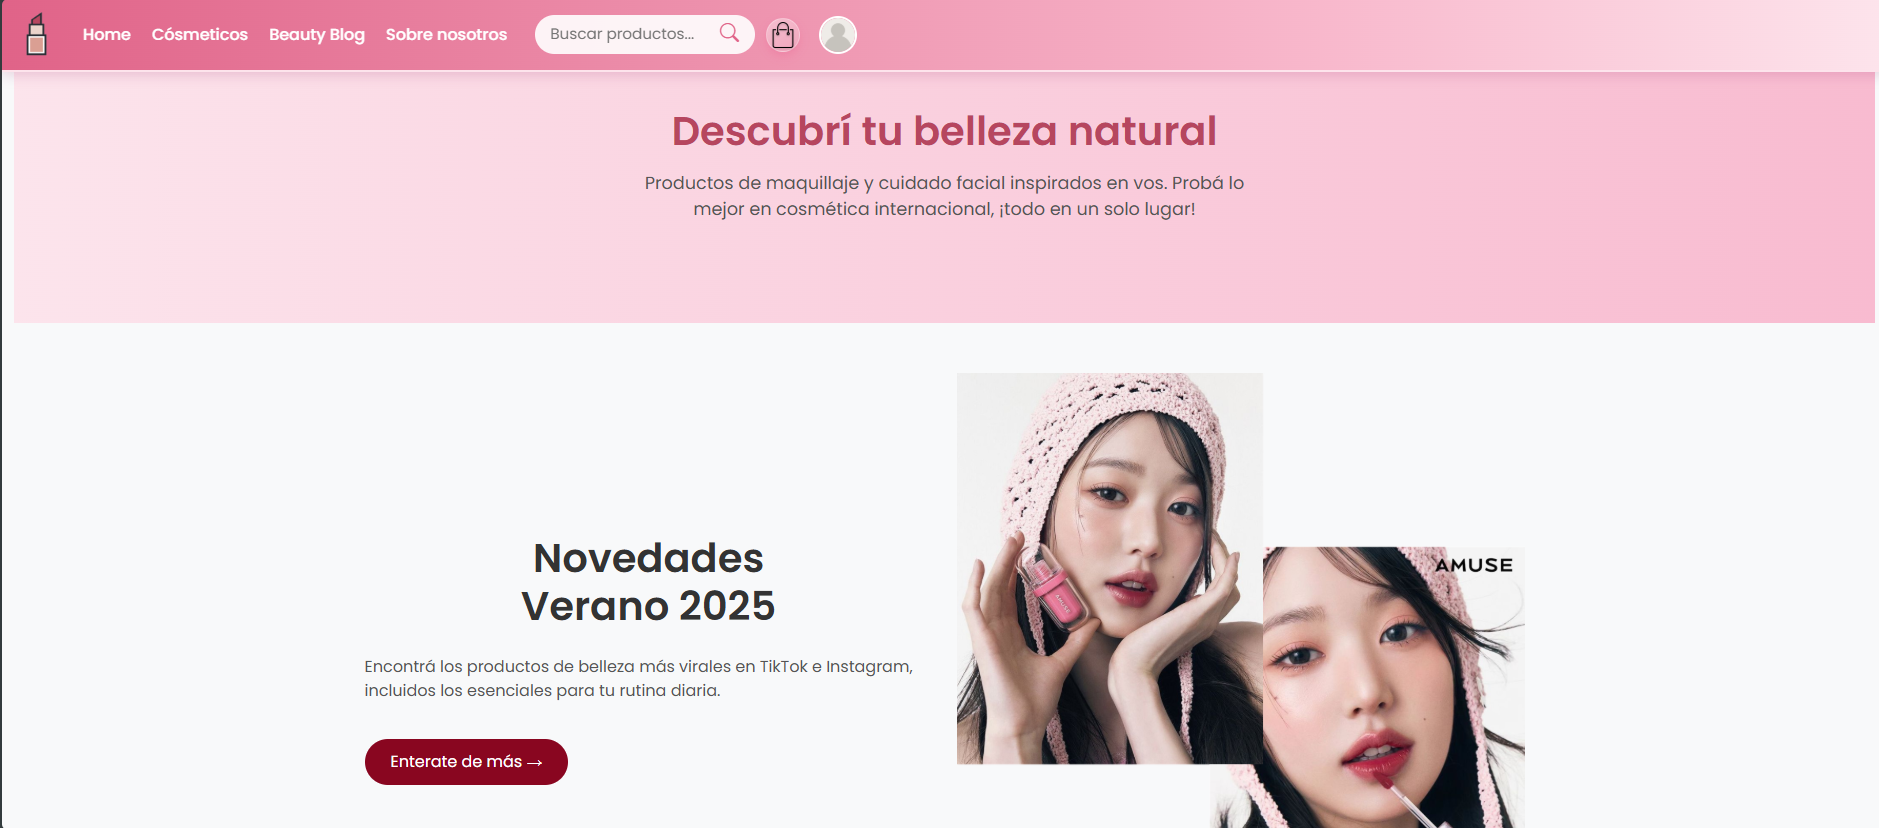 Home Cósmeticos Beauty Blog Sobre nosotros Buscar productos...
Descubrí tu belleza natural
Productos de maquillaje y cuidado facial inspirados en vos. Probá lo
mejor en cosmética internacional, ¡todo en un solo lugar!
Novedades
Verano 2025
Encontrá los productos de belleza más virales en TikTok e Instagram,
incluidos los esenciales para tu rutina diaria.
Enterate de más →
AMUSE
AMUSE